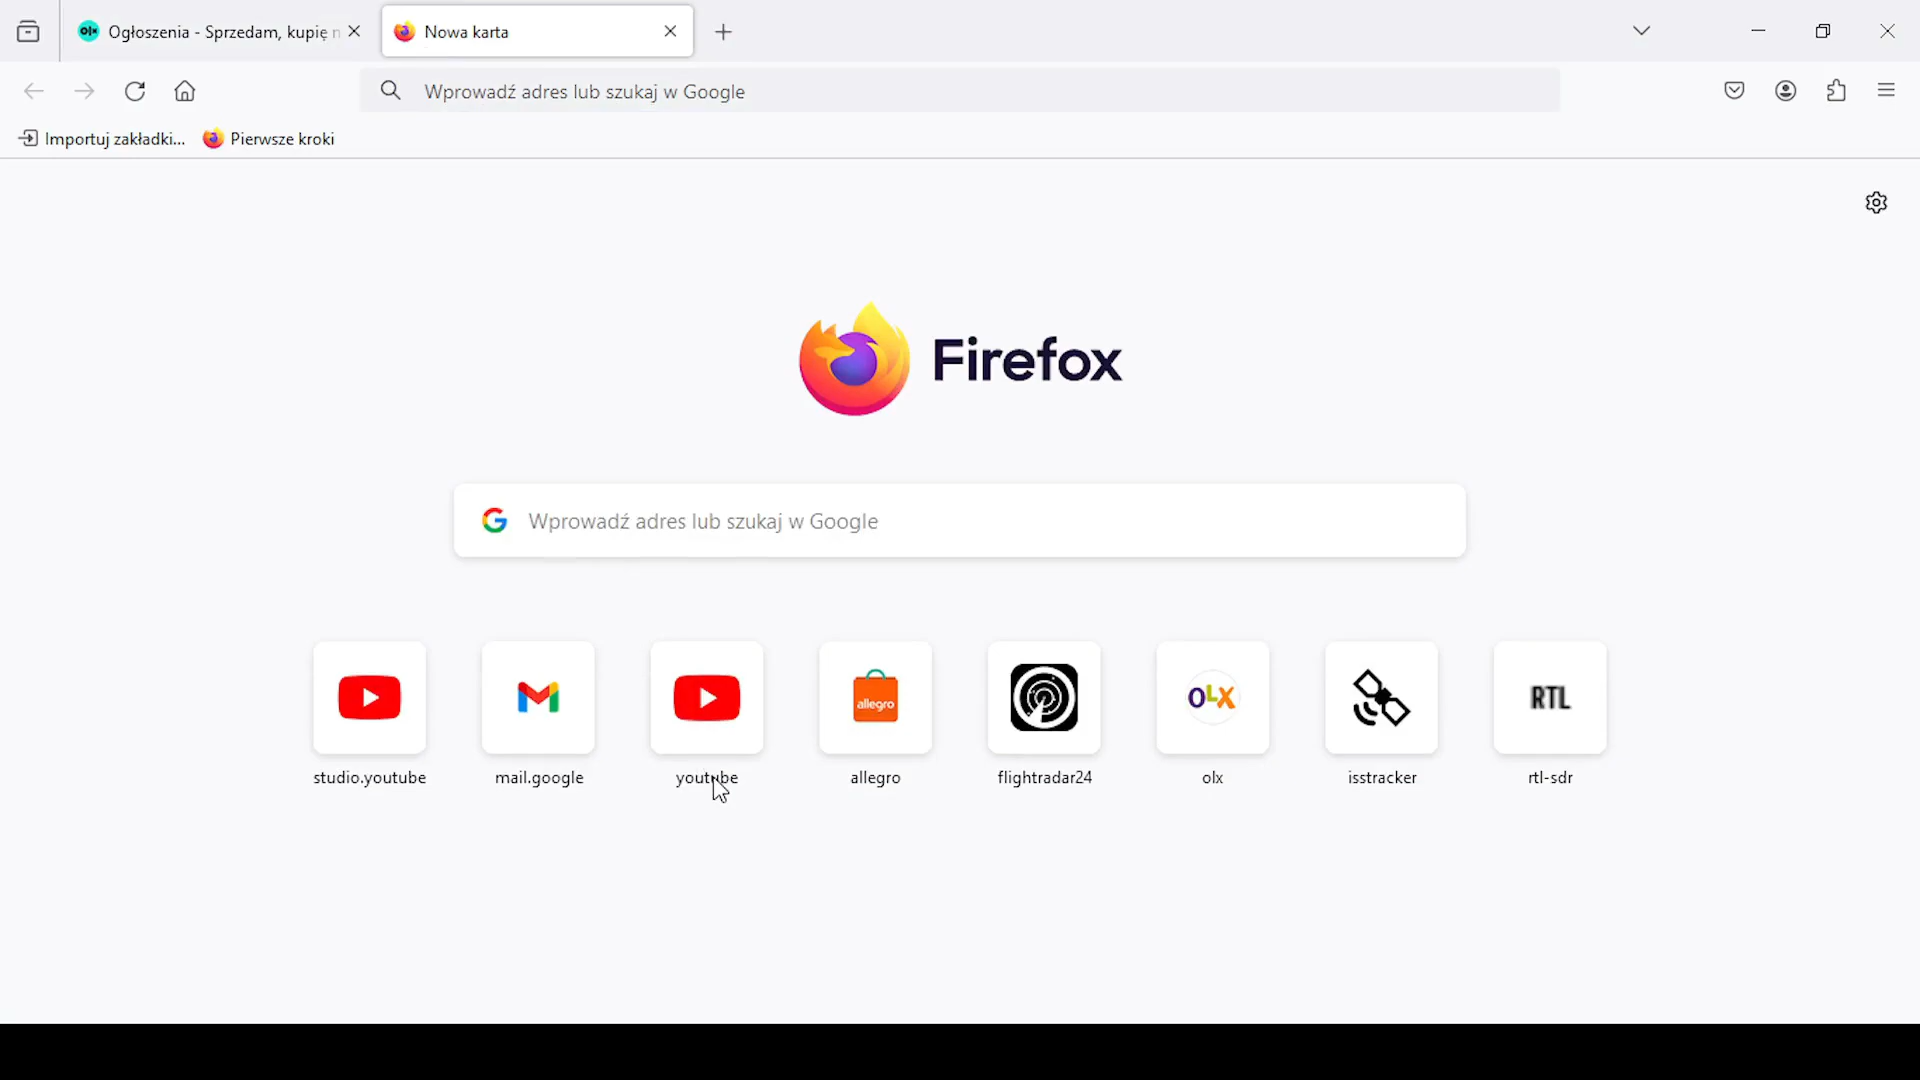 Ogłoszenia - Sprzedam, kupię n
Nowa karta
Wprowadź adres lub szukaj w Google
Importuj zakładki...
Pierwsze kroki
Firefox
Wprowadź adres lub szukaj w Google
allegro
OLX
RTL
studio.youtube
mail.google
youtube
allegro
flightradar24
olx
isstracker
rtl-sdr